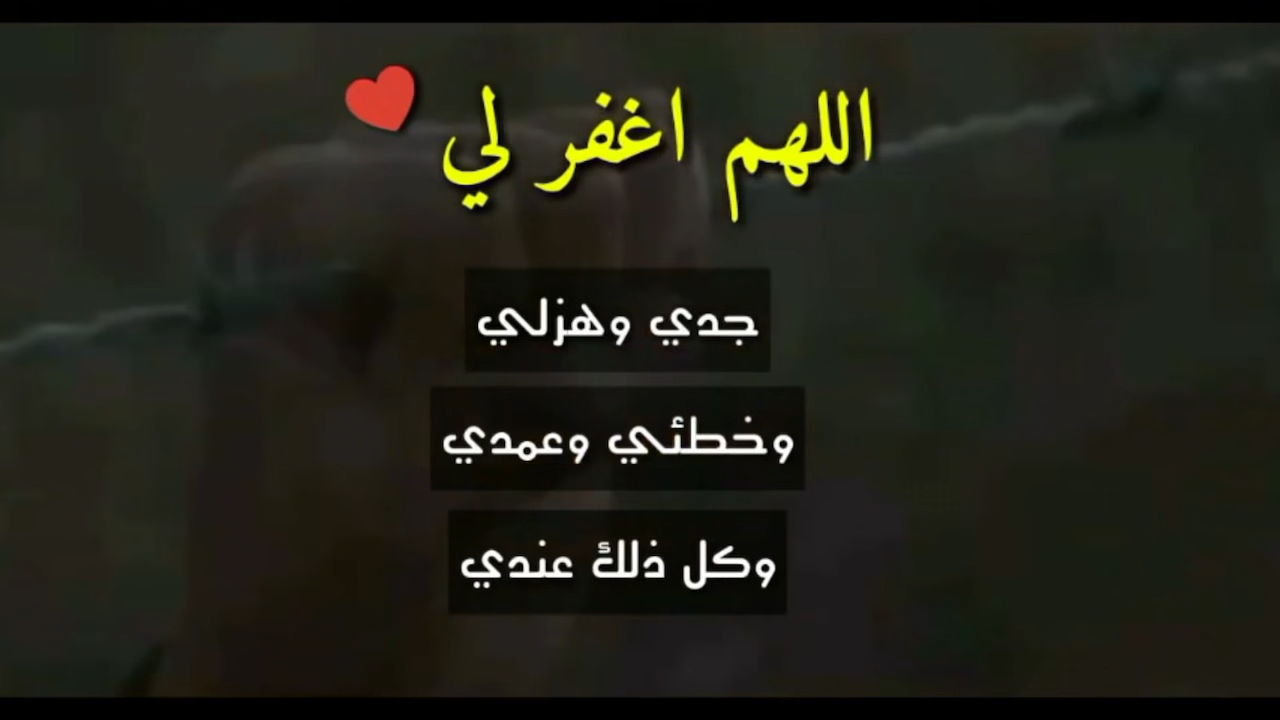 اللهم اغفر لي ❤️
جدي وهزلي
وخطئي وعمدي
وكل ذلك عندي